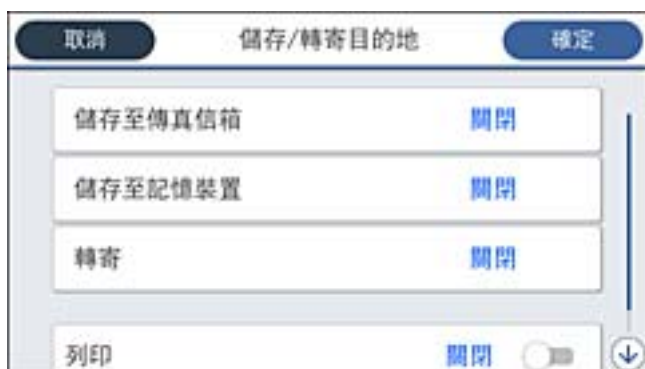 取消 儲存/轉寄目的地 確定
儲存至傳真信箱 關閉
儲存至記憶裝置 關閉
轉寄 關閉
列印 關閉